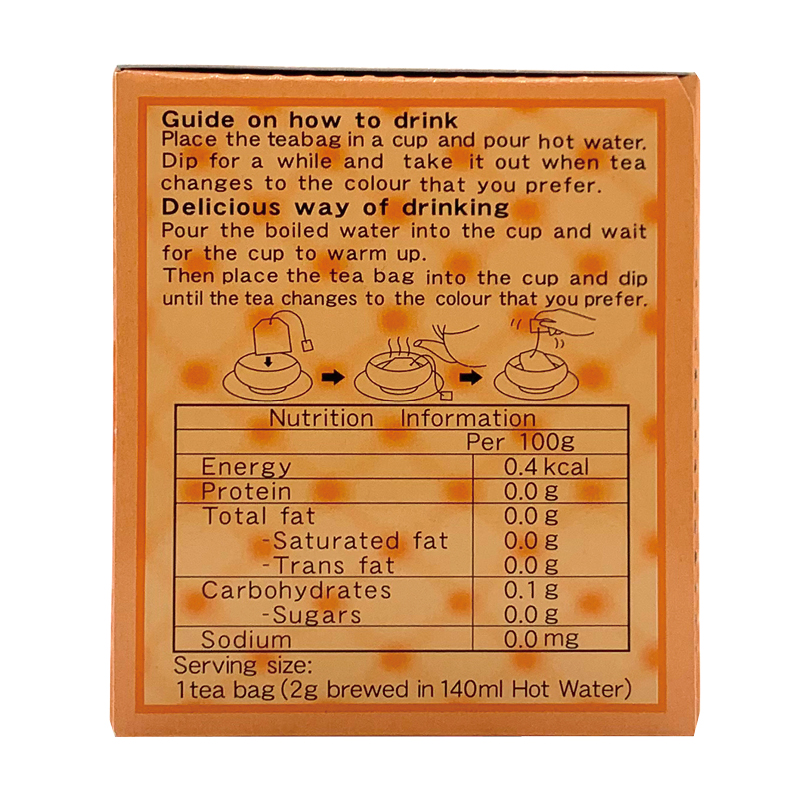 Guide on how to drink
Place the teabag in a cup and pour hot water.
Dip for a while and take it out when tea
changes to the colour that you prefer.
Delicious way of drinking
Pour the boiled water into the cup and wait
for the cup to warm up.
Then place the tea bag into the cup and dip
until the tea changes to the colour that you prefer.
Nutrition Information
Per 100g
Energy 0.4 kcal
Protein 0.0 g
Total fat 0.0 g
-Saturated fat 0.0 g
-Trans fat 0.0 g
Carbohydrates 0.1 g
-Sugars 0.0 g
Sodium 0.0 mg
Serving size:
1 tea bag (2g brewed in 140ml Hot Water)